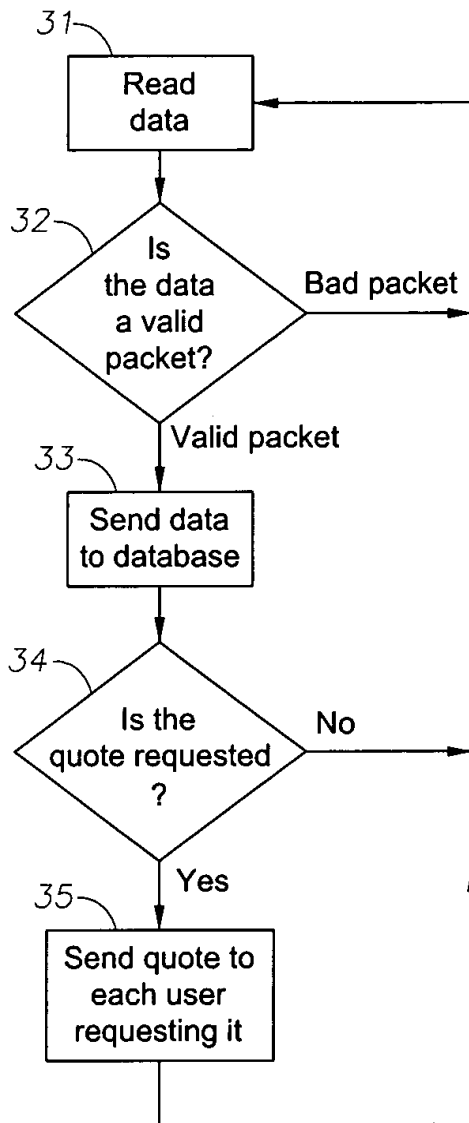 31
Read
data
32
Is
the data
a valid
packet?
Bad packet
Valid packet
33
Send data
to database
34
Is the
quote requested
?
No
Yes
35
Send quote to
each user
requesting it